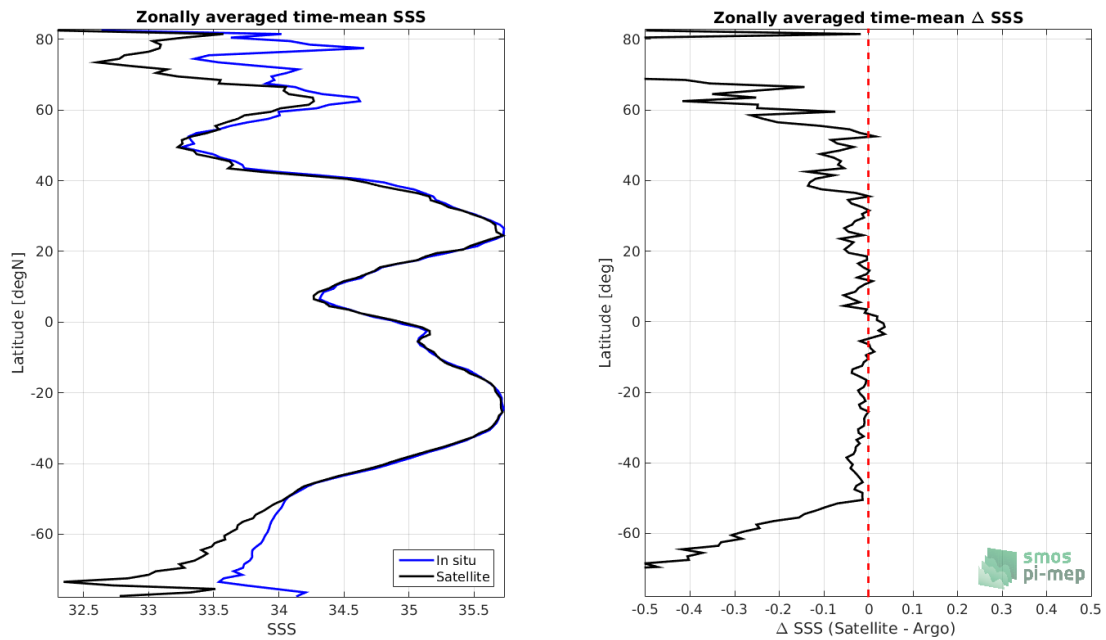 Zonally averaged time-mean SSS
Latitude [degN]
80
60
40
20
0
-20
-40
-60
32.5 33 33.5 34 34.5 35 35.5
SSS
In situ
Satellite
Zonally averaged time-mean Δ SSS
Latitude [deg]
80
60
40
20
0
-20
-40
-60
-0.5 -0.4 -0.3 -0.2 -0.1 0 0.1 0.2 0.3 0.4 0.5
Δ SSS (Satellite - Argo)
smos
pi-mep